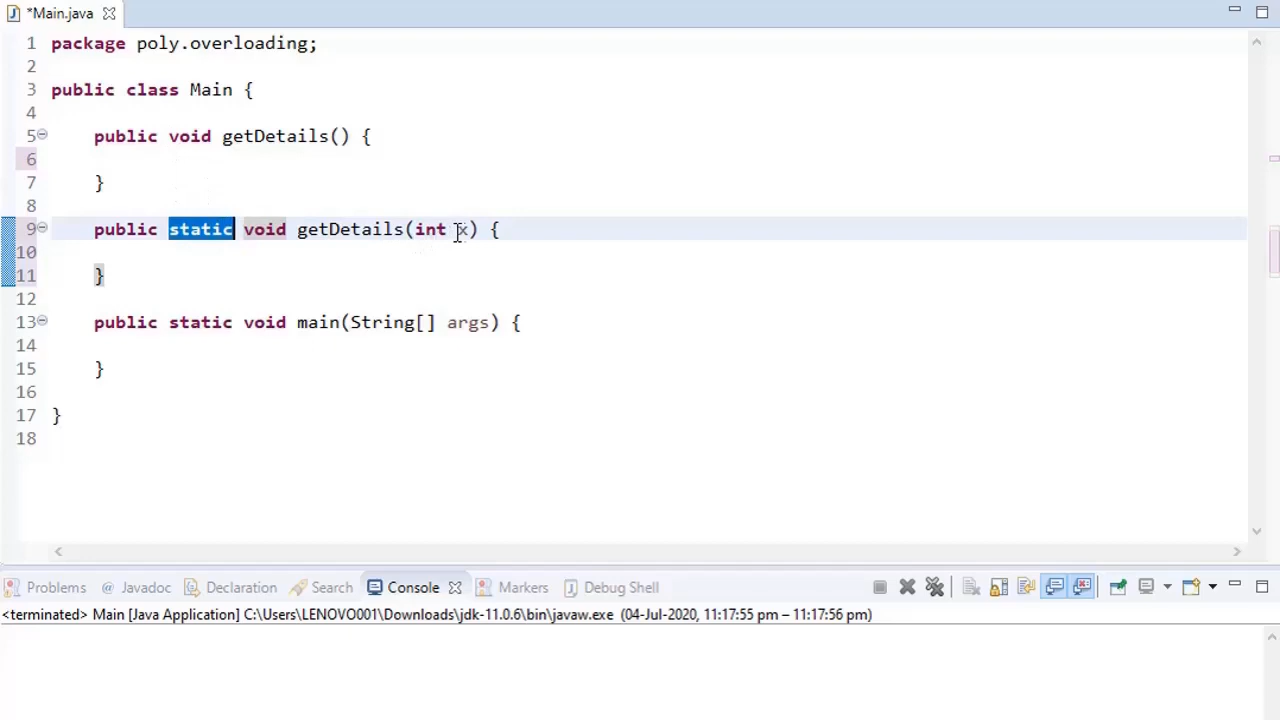 *Main.java
1 package poly.overloading;
2
3 public class Main {
4
5 public void getDetails() {
6
7 }
8
9 public static void getDetails(int x) {
10
11 }
12
13 public static void main(String[] args) {
14
15 }
16
17 }
18
Problems @ Javadoc Declaration Search Console Markers Debug Shell
<terminated> Main [Java Application] C:\Users\LENOVO001\Downloads\jdk-11.0.6\bin\javaw.exe (04-Jul-2020, 11:17:55 pm – 11:17:56 pm)